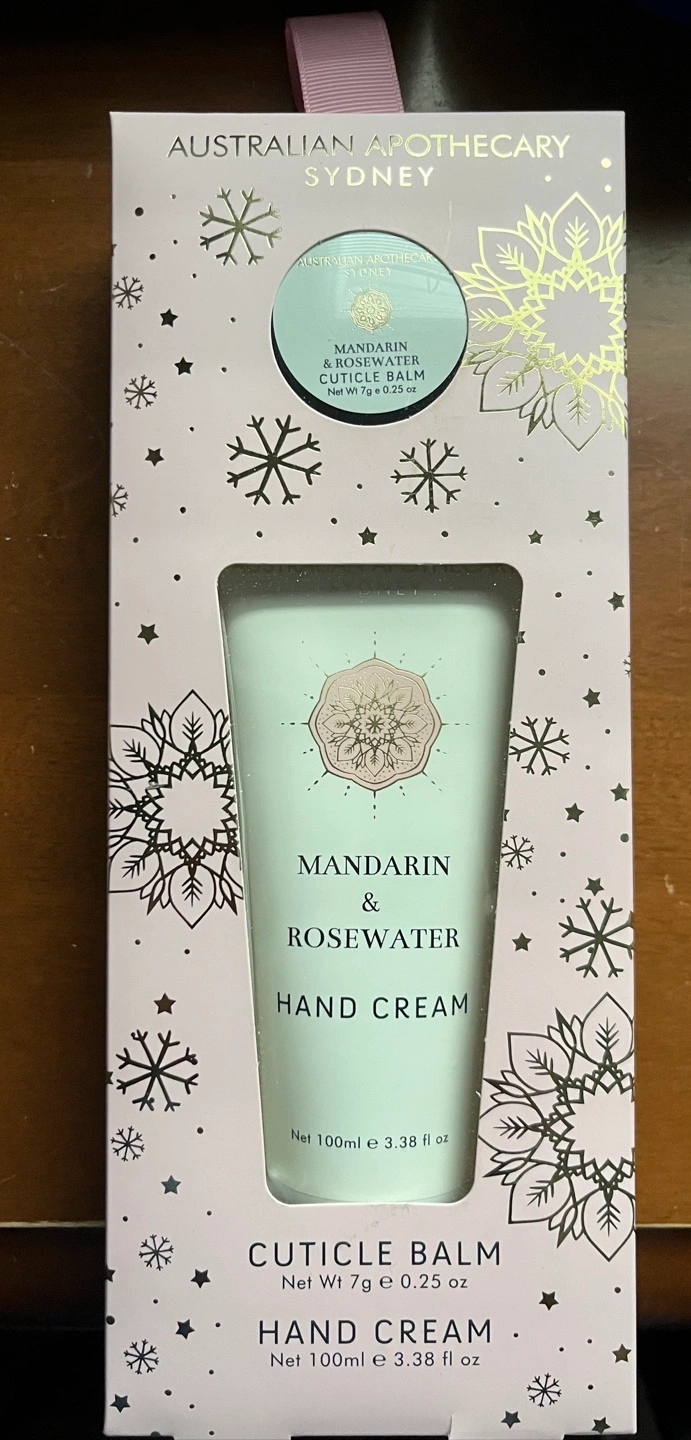 AUSTRALIAN APOTHECARY
SYDNEY
AUSTRALIAN APOTHECARY
SYDNEY
MANDARIN
& ROSEWATER
CUTICLE BALM
Net Wt 7g e 0.25 oz
SYDNEY
MANDARIN
&
ROSEWATER
HAND CREAM
Net 100ml e 3.38 fl oz
CUTICLE BALM
Net Wt 7g e 0.25 oz
HAND CREAM
Net 100ml e 3.38 fl oz